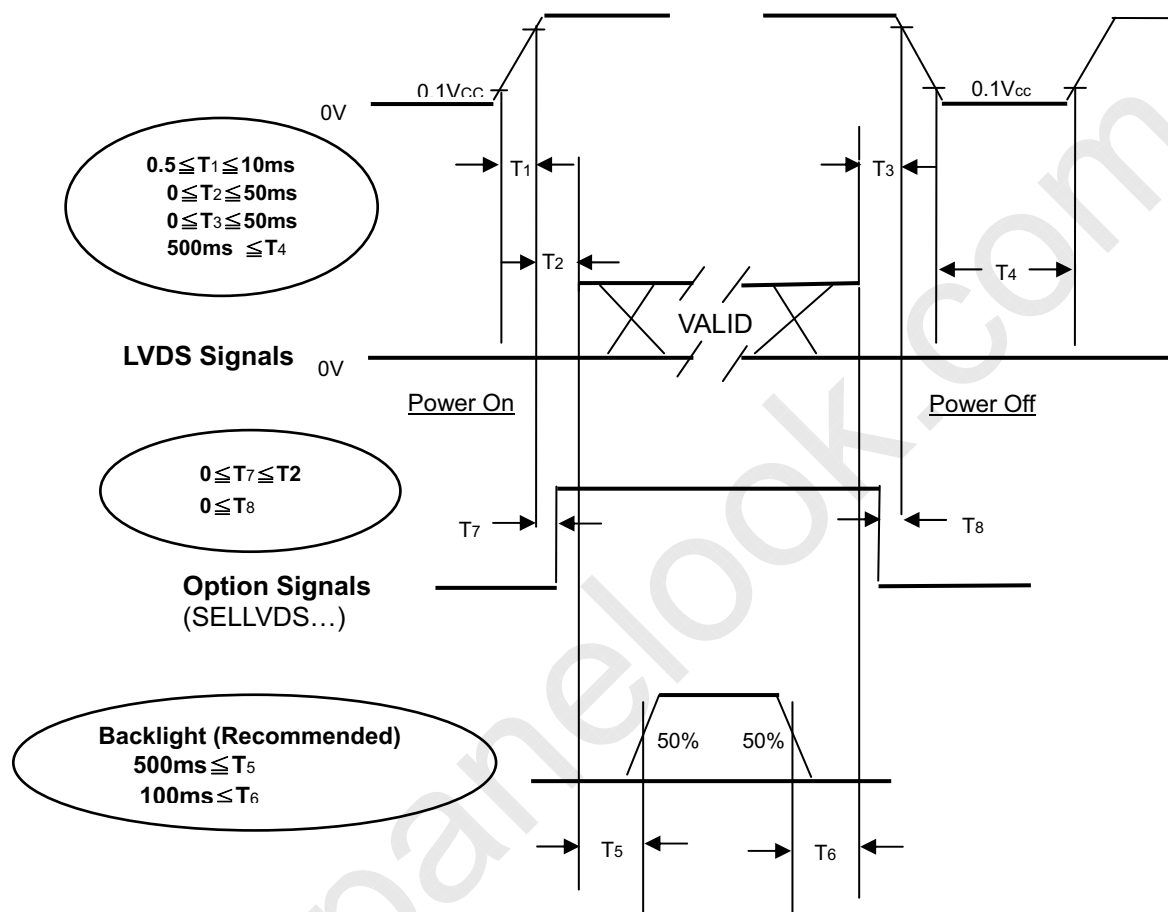 0.1Vcc
0.1Vcc
0V
0.5≦T1≦10ms
0≦T2≦50ms
0≦T3≦50ms
500ms ≦T4
T1
T3
T2
T4
VALID
LVDS Signals
0V
Power On
Power Off
0≦T7≦T2
0≦T8
T7
T8
Option Signals
(SELLVDS…)
Backlight (Recommended)
500ms≦T5
100ms≦T6
50%
50%
T5
T6
panelook.com